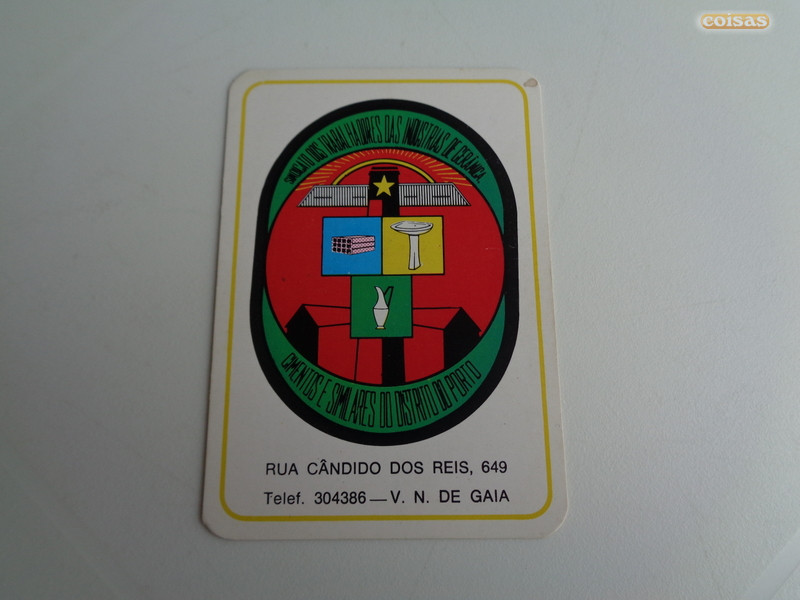 coisas
SINDICATO DOS TRABALHADORES DAS INDÚSTRIAS DE CERÂMICA,
CIMENTOS E SIMILARES DO DISTRITO DO PORTO
RUA CÂNDIDO DOS REIS, 649
Telef. 304386 — V. N. DE GAIA